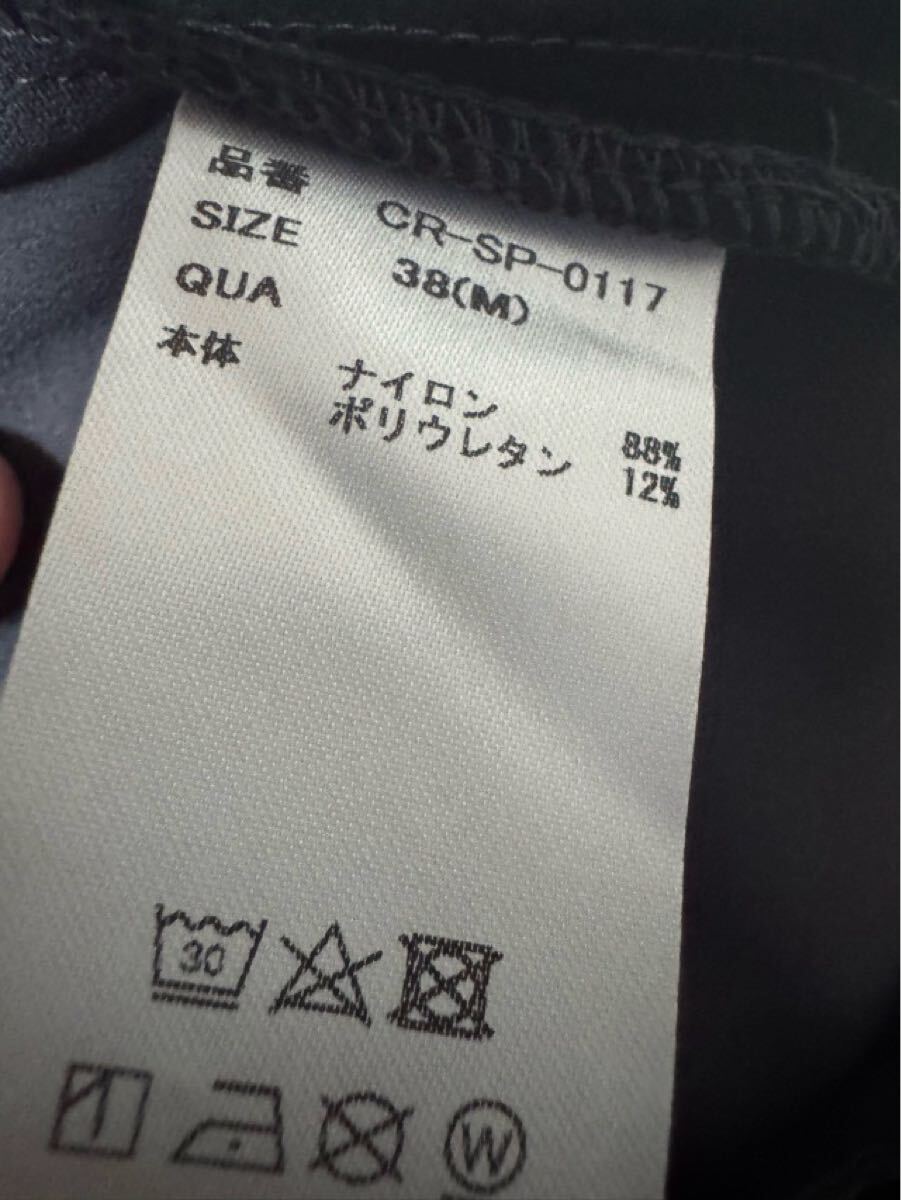 品番 CR-SP-0117
SIZE 38(M)
QUA
本体 ナイロン 88%
ポリウレタン 12%
30
W